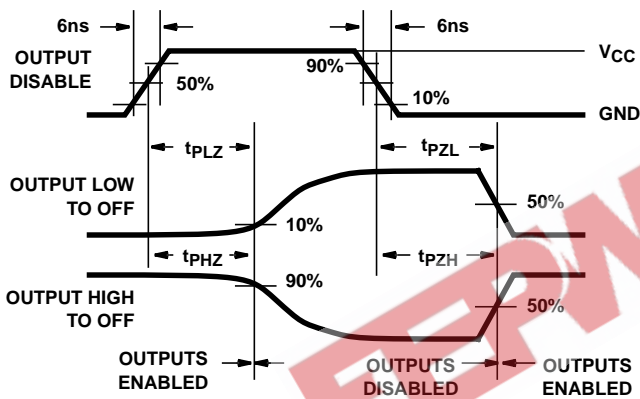 6ns
6ns
OUTPUT
DISABLE
50%
90%
10%
VCC
GND
tPLZ
tPZL
OUTPUT LOW
TO OFF
10%
50%
tPHZ
tPZH
OUTPUT HIGH
TO OFF
90%
50%
OUTPUTS
ENABLED
OUTPUTS
DISABLED
OUTPUTS
ENABLED
EEPW